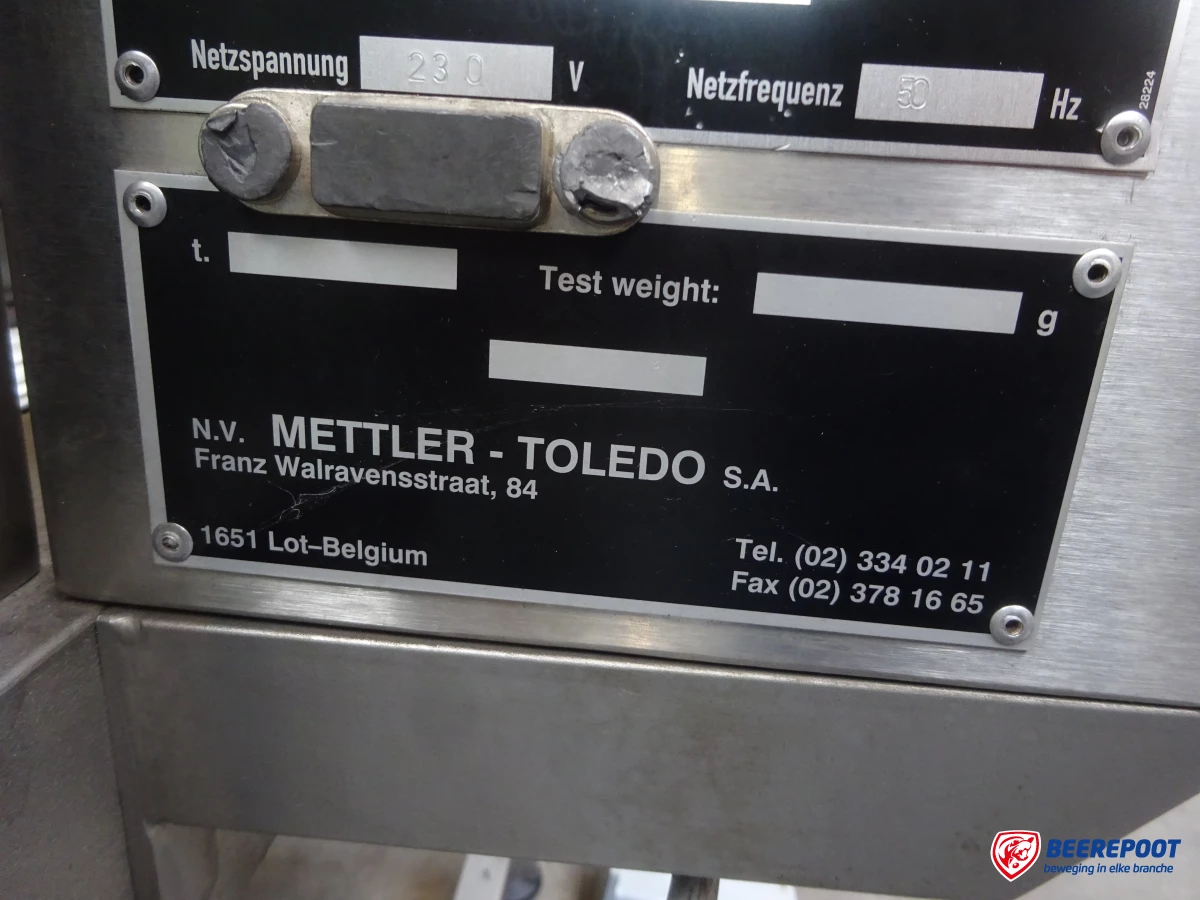 Netzspannung 230 V Netzfrequenz 50 Hz
28224
t. Test weight: g
N.V. METTLER - TOLEDO S.A.
Franz Walravensstraat, 84
1651 Lot–Belgium
Tel. (02) 334 02 11
Fax (02) 378 16 65
BEEREPOOT
beweging in elke branche